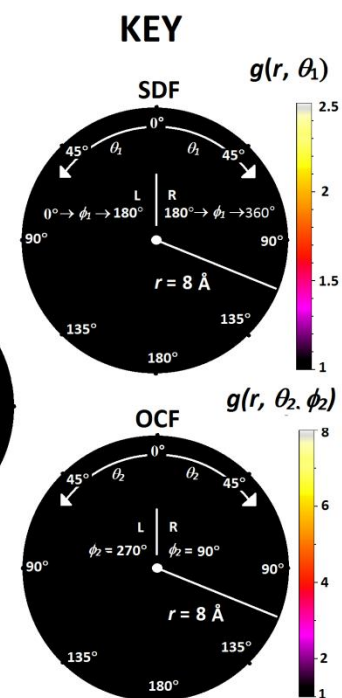 KEY
g(r, θ₁)
SDF
0°
45° θ₁ θ₁ 45°
L R
0°→ ϕ₁ → 180° 180°→ ϕ₁ →360°
90° 90°
r = 8 Å
135° 135°
180°
2.5
2
1.5
1
g(r, θ₂, ϕ₂)
OCF
0°
45° θ₂ θ₂ 45°
L R
ϕ₂ = 270° ϕ₂ = 90°
90° 90°
r = 8 Å
135° 135°
180°
8
6
4
2
1